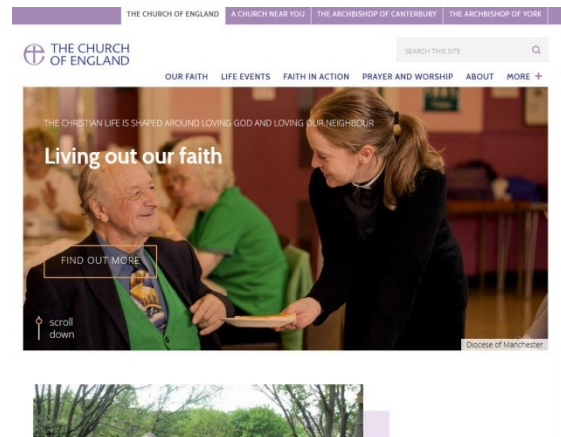 THE CHURCH OF ENGLAND A CHURCH NEAR YOU THE ARCHBISHOP OF CANTERBURY THE ARCHBISHOP OF YORK
THE CHURCH
OF ENGLAND
SEARCH THIS SITE
OUR FAITH LIFE EVENTS FAITH IN ACTION PRAYER AND WORSHIP ABOUT MORE +
THE CHRISTIAN LIFE IS SHAPED AROUND LOVING GOD AND LOVING OUR NEIGHBOUR
Living out our faith
FIND OUT MORE
scroll
down
Diocese of Manchester